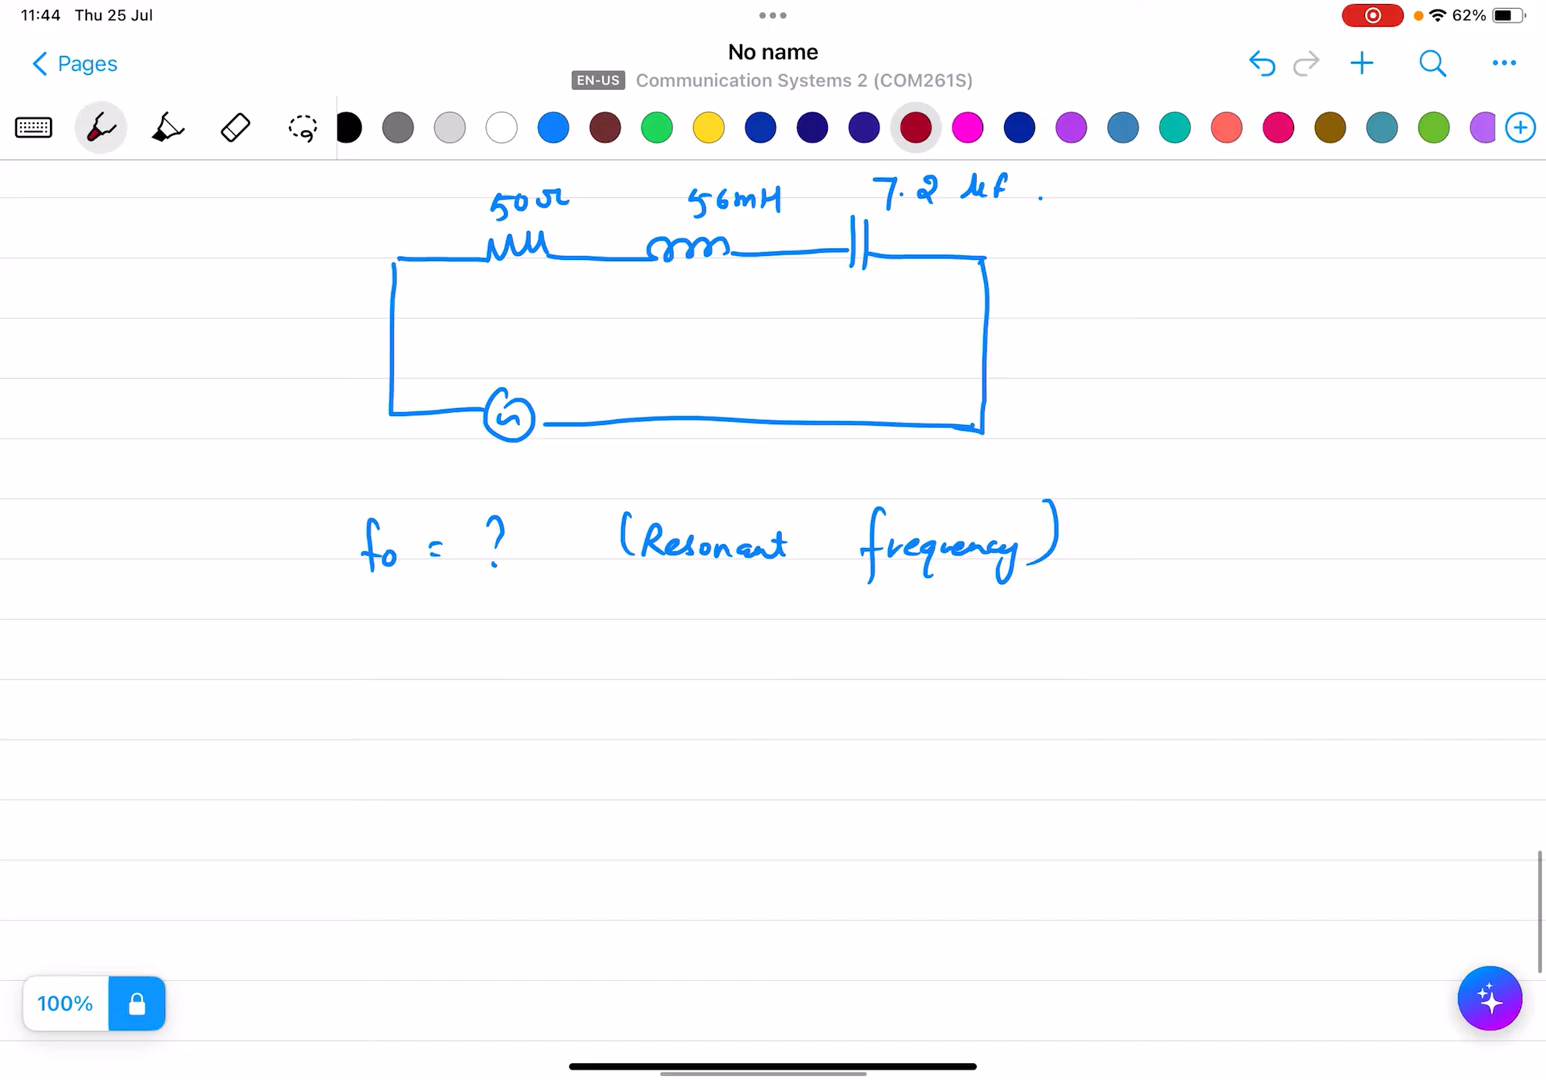 11:44 Thu 25 Jul
62%
No name
Pages
EN-US Communication Systems 2 (COM261S)
50Ω 56mH 7.2 μf .
fo = ? (Resonant frequency)
100%